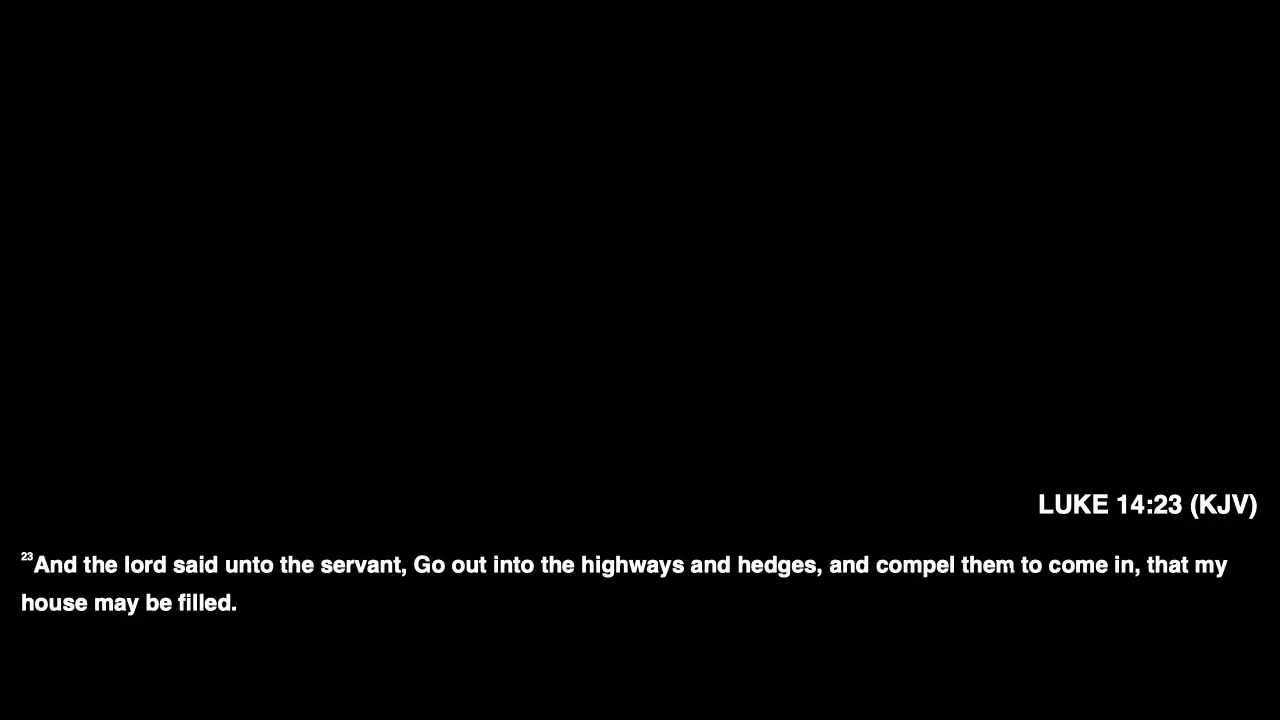 LUKE 14:23 (KJV)
23And the lord said unto the servant, Go out into the highways and hedges, and compel them to come in, that my
house may be filled.